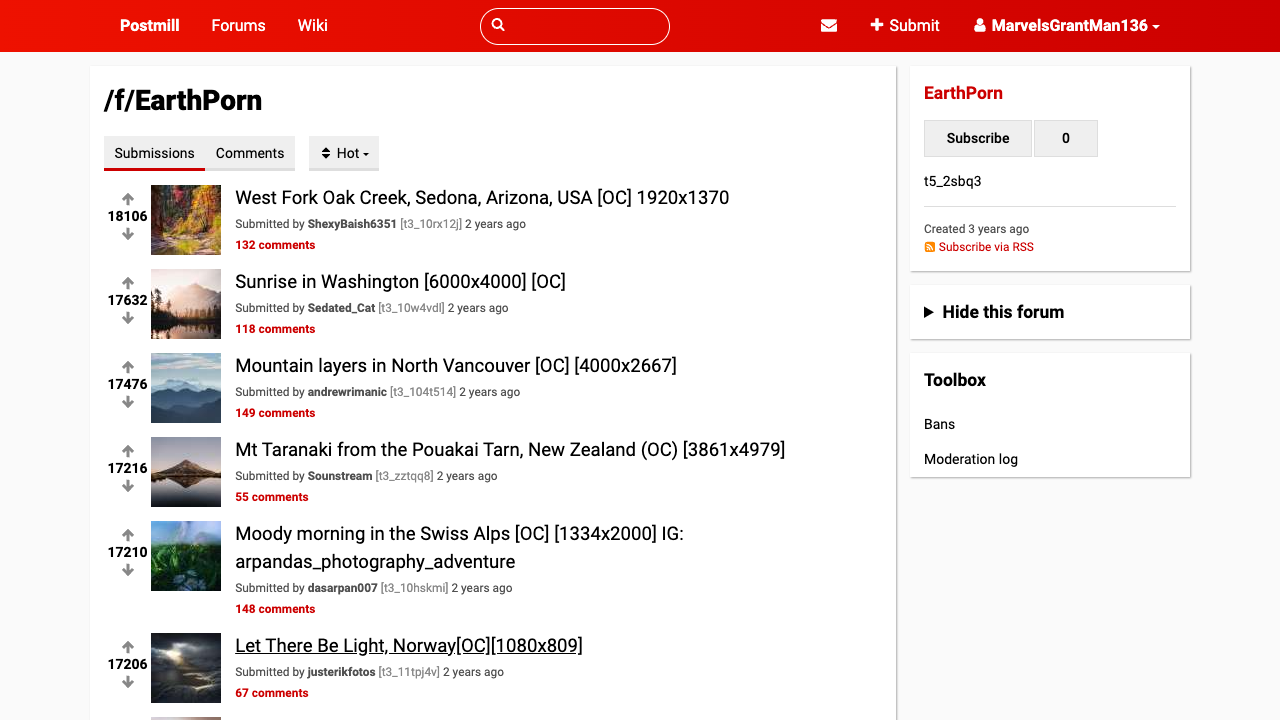 Postmill
Forums
Wiki
Submit
MarvelsGrantMan136
/f/EarthPorn
Submissions
Comments
Hot
18106
West Fork Oak Creek, Sedona, Arizona, USA [OC] 1920x1370
Submitted by ShexyBaish6351 [t3_10rx12j] 2 years ago
132 comments
17632
Sunrise in Washington [6000x4000] [OC]
Submitted by Sedated_Cat [t3_10w4vdl] 2 years ago
118 comments
17476
Mountain layers in North Vancouver [OC] [4000x2667]
Submitted by andrewrimanic [t3_104t514] 2 years ago
149 comments
17216
Mt Taranaki from the Pouakai Tarn, New Zealand (OC) [3861x4979]
Submitted by Sounstream [t3_zztqq8] 2 years ago
55 comments
17210
Moody morning in the Swiss Alps [OC] [1334x2000] IG:
arpandas_photography_adventure
Submitted by dasarpan007 [t3_10hskmi] 2 years ago
148 comments
17206
Let There Be Light, Norway[OC][1080x809]
Submitted by justerikfotos [t3_11tpj4v] 2 years ago
67 comments
EarthPorn
Subscribe
0
t5_2sbq3
Created 3 years ago
Subscribe via RSS
Hide this forum
Toolbox
Bans
Moderation log